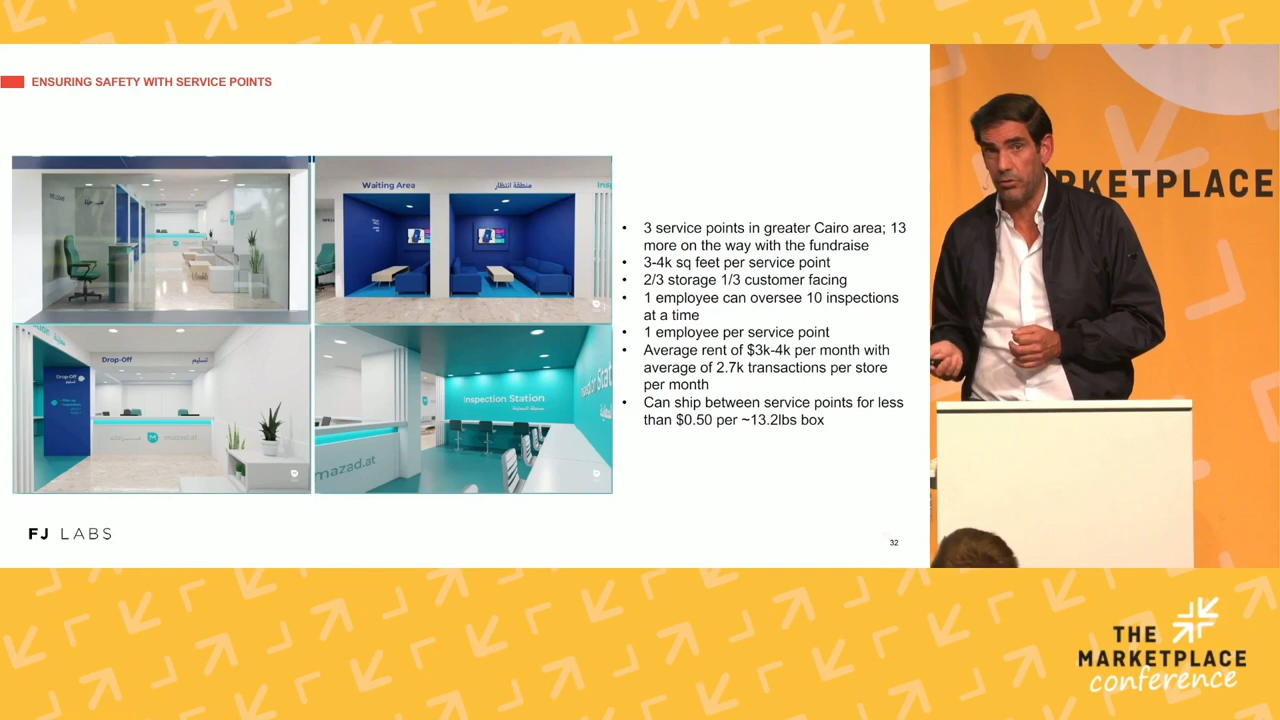 ENSURING SAFETY WITH SERVICE POINTS
Waiting Area
منطقة انتظار
Drop-Off
تسليم
Drop-Off
mazad.at
Inspection Station
mazad.at
• 3 service points in greater Cairo area; 13
more on the way with the fundraise
• 3-4k sq feet per service point
• 2/3 storage 1/3 customer facing
• 1 employee can oversee 10 inspections
at a time
• 1 employee per service point
• Average rent of $3k-4k per month with
average of 2.7k transactions per store
per month
• Can ship between service points for less
than $0.50 per ~13.2lbs box
FJ LABS
32
RKETPLACE
THE
MARKETPLACE
conference